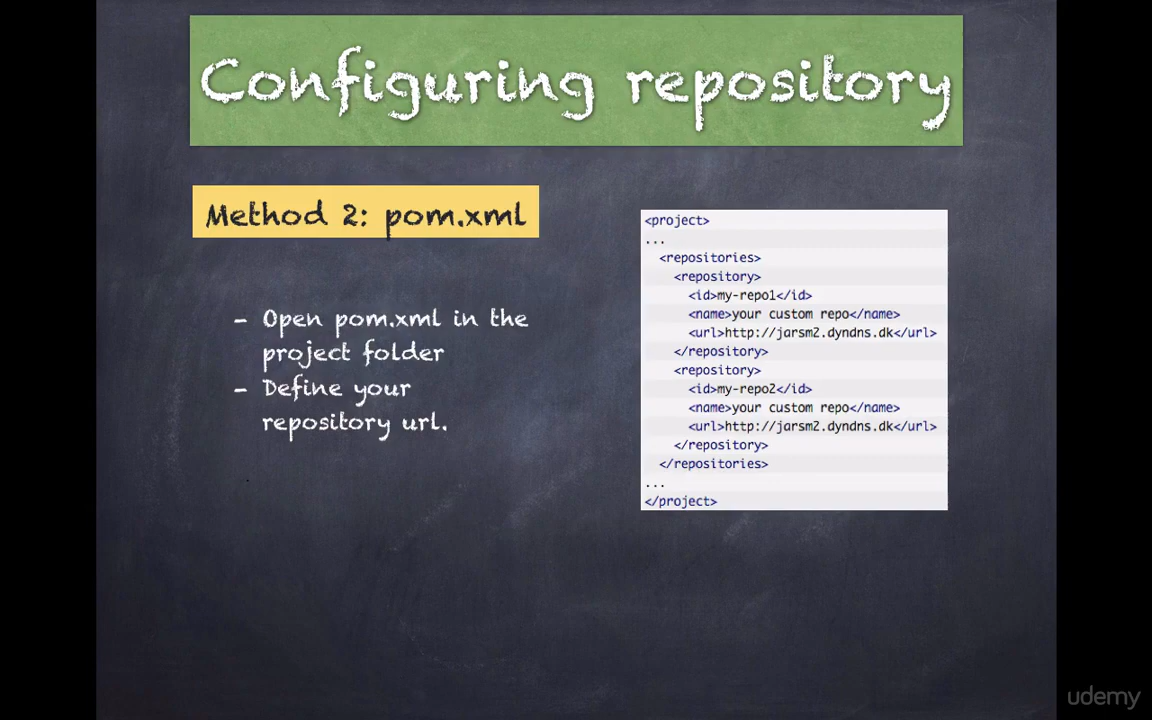 Configuring repository
Method 2: pom.xml
- Open pom.xml in the
project folder
- Define your
repository url.
<project>
...
<repositories>
<repository>
<id>my-repo1</id>
<name>your custom repo</name>
<url>http://jarsm2.dyndns.dk</url>
</repository>
<repository>
<id>my-repo2</id>
<name>your custom repo</name>
<url>http://jarsm2.dyndns.dk</url>
</repository>
</repositories>
...
</project>
udemy